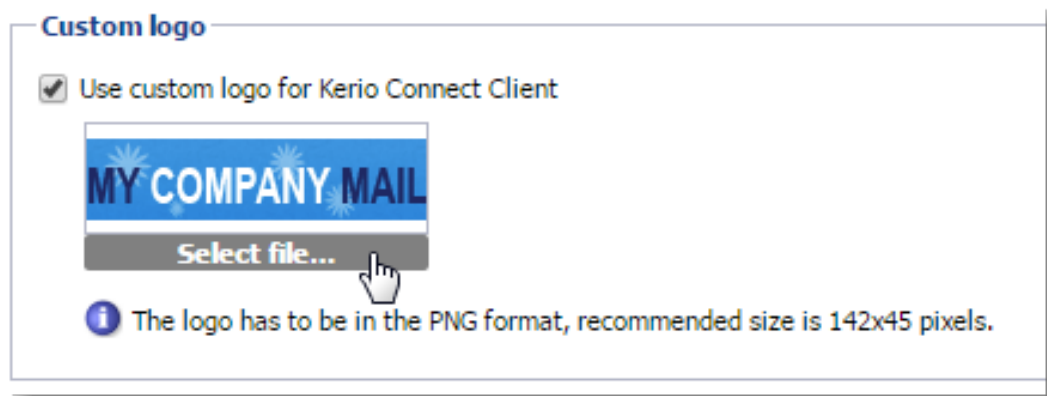 Custom logo
Use custom logo for Kerio Connect Client
MY COMPANY MAIL
Select file...
The logo has to be in the PNG format, recommended size is 142x45 pixels.